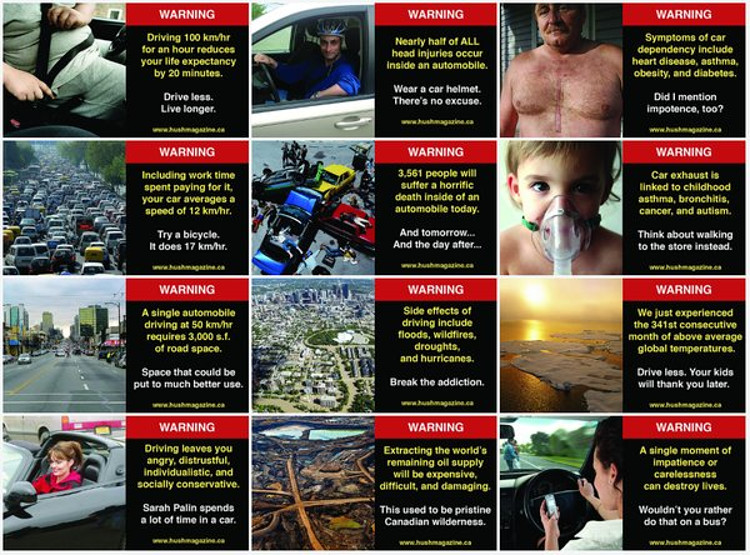 WARNING
Driving 100 km/hr
for an hour reduces
your life expectancy
by 20 minutes.
Drive less.
Live longer.
www.hushmagazine.ca
WARNING
Nearly half of ALL
head injuries occur
inside an automobile.
Wear a car helmet.
There's no excuse.
www.hushmagazine.ca
WARNING
Symptoms of car
dependency include
heart disease, asthma,
obesity, and diabetes.
Did I mention
impotence, too?
www.hushmagazine.ca
WARNING
Including work time
spent paying for it,
your car averages a
speed of 12 km/hr.
Try a bicycle.
It does 17 km/hr.
www.hushmagazine.ca
WARNING
3,561 people will
suffer a horrific
death inside of an
automobile today.
And tomorrow...
And the day after...
www.hushmagazine.ca
WARNING
Car exhaust is
linked to childhood
asthma, bronchitis,
cancer, and autism.
Think about walking
to the store instead.
www.hushmagazine.ca
WARNING
A single automobile
driving at 50 km/hr
requires 3,000 s.f.
of road space.
Space that could be
put to much better use.
www.hushmagazine.ca
WARNING
Side effects of
driving include
floods, wildfires,
droughts,
and hurricanes.
Break the addiction.
www.hushmagazine.ca
WARNING
We just experienced
the 341st consecutive
month of above average
global temperatures.
Drive less. Your kids
will thank you later.
www.hushmagazine.ca
WARNING
Driving leaves you
angry, distrustful,
individualistic, and
socially conservative.
Sarah Palin spends
a lot of time in a car.
www.hushmagazine.ca
WARNING
Extracting the world's
remaining oil supply
will be expensive,
difficult, and damaging.
This used to be pristine
Canadian wilderness.
www.hushmagazine.ca
WARNING
A single moment of
impatience or
carelessness
can destroy lives.
Wouldn't you rather
do that on a bus?
www.hushmagazine.ca